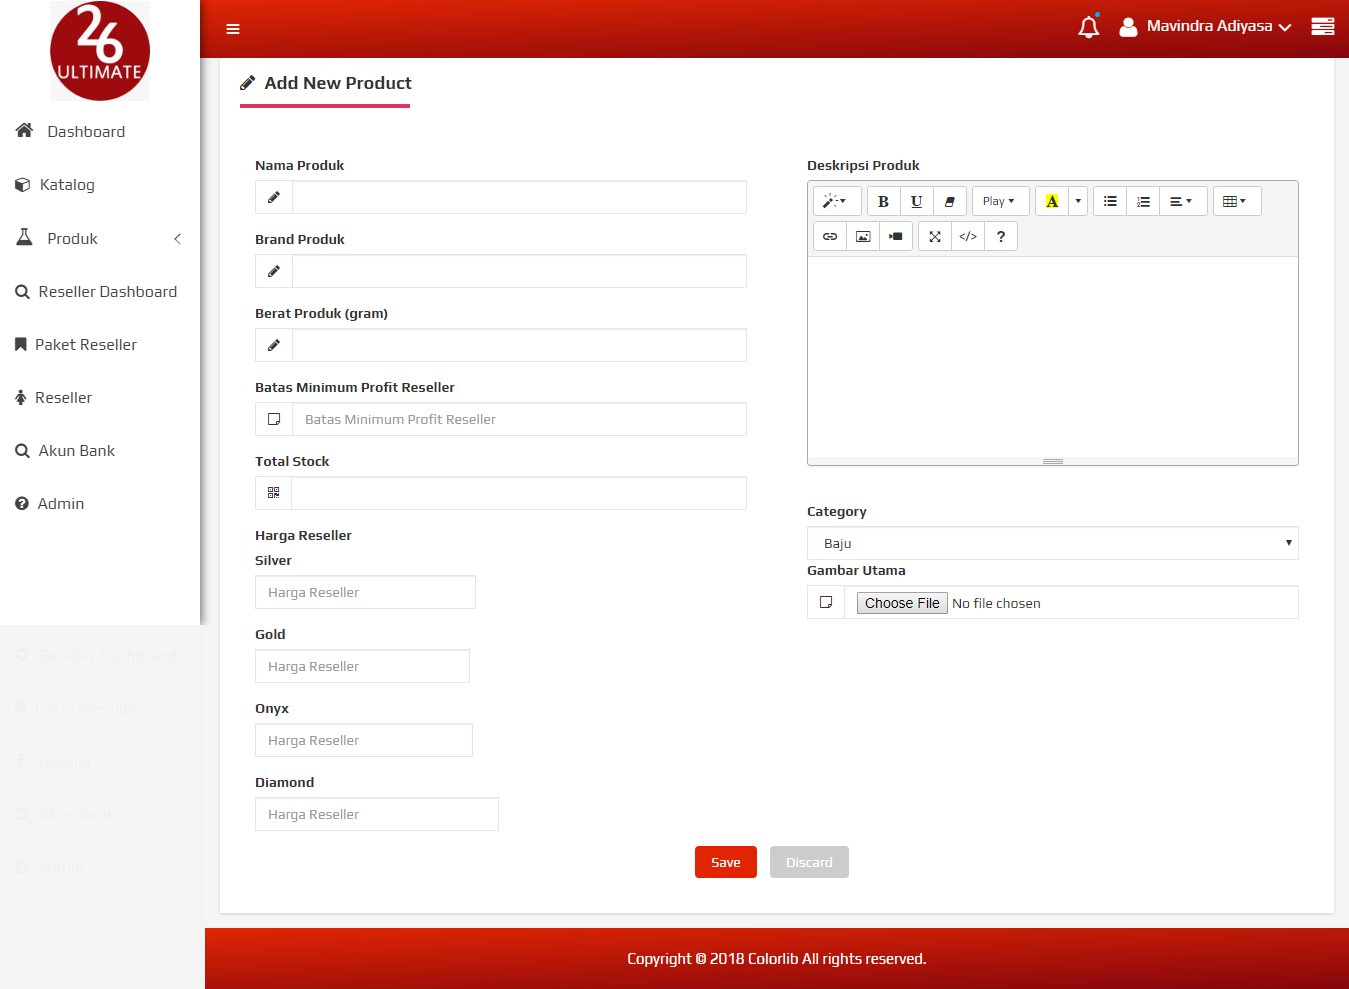 26
ULTIMATE
Mavindra Adiyasa
Dashboard
Katalog
Produk
Reseller Dashboard
Paket Reseller
Reseller
Akun Bank
Admin
Reseller Dashboard
Paket Reseller
Reseller
Akun Bank
Admin
Add New Product
Nama Produk
Brand Produk
Berat Produk (gram)
Batas Minimum Profit Reseller
Batas Minimum Profit Reseller
Total Stock
Harga Reseller
Silver
Harga Reseller
Gold
Harga Reseller
Onyx
Harga Reseller
Diamond
Harga Reseller
Deskripsi Produk
B U Play A
</> ?
Category
Baju
Gambar Utama
Choose File No file chosen
Save Discard
Copyright © 2018 Colorlib All rights reserved.